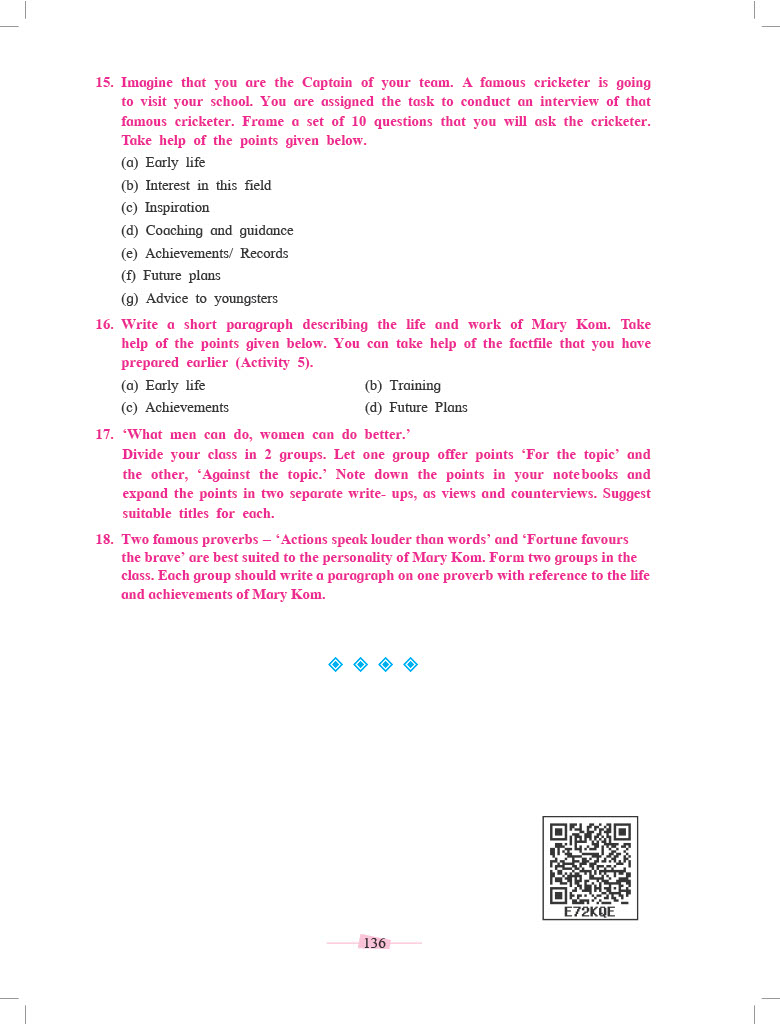 15. Imagine that you are the Captain of your team. A famous cricketer is going
to visit your school. You are assigned the task to conduct an interview of that
famous cricketer. Frame a set of 10 questions that you will ask the cricketer.
Take help of the points given below.
(a) Early life
(b) Interest in this field
(c) Inspiration
(d) Coaching and guidance
(e) Achievements/ Records
(f) Future plans
(g) Advice to youngsters
16. Write a short paragraph describing the life and work of Mary Kom. Take
help of the points given below. You can take help of the factfile that you have
prepared earlier (Activity 5).
(a) Early life (b) Training
(c) Achievements (d) Future Plans
17. ‘What men can do, women can do better.’
Divide your class in 2 groups. Let one group offer points ‘For the topic’ and
the other, ‘Against the topic.’ Note down the points in your notebooks and
expand the points in two separate write- ups, as views and counterviews. Suggest
suitable titles for each.
18. Two famous proverbs – ‘Actions speak louder than words’ and ‘Fortune favours
the brave’ are best suited to the personality of Mary Kom. Form two groups in the
class. Each group should write a paragraph on one proverb with reference to the life
and achievements of Mary Kom.
E72KQE
136